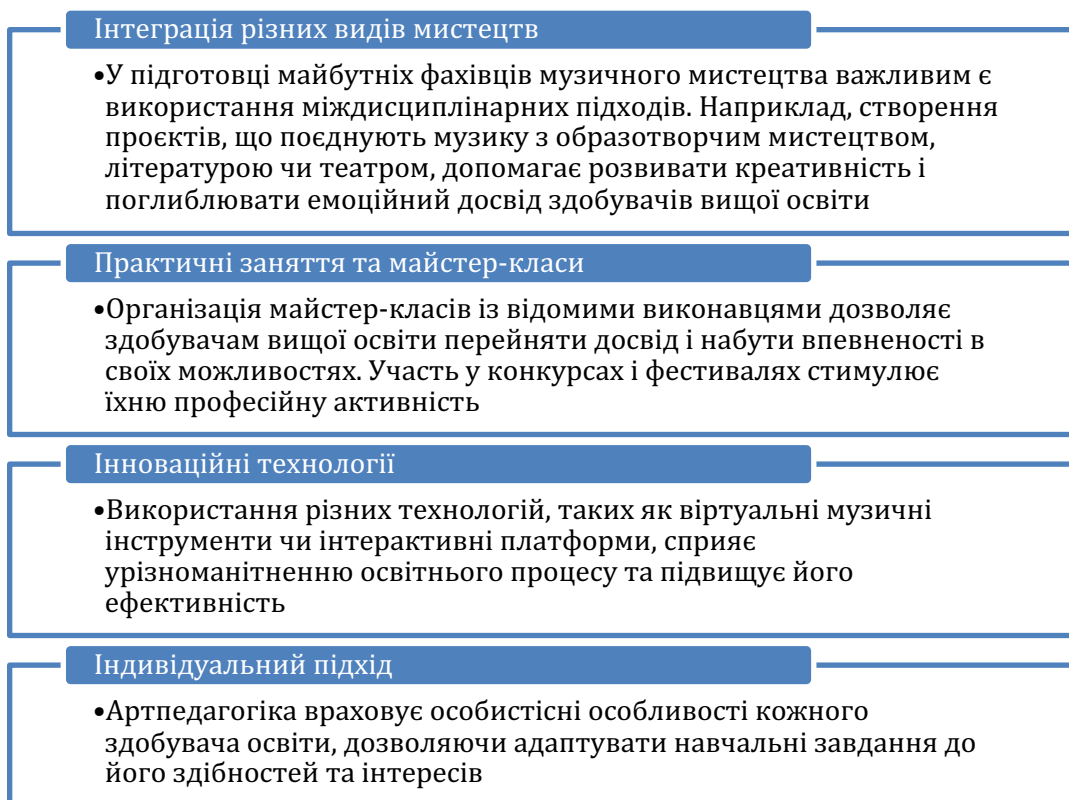 Інтеграція різних видів мистецтв
•У підготовці майбутніх фахівців музичного мистецтва важливим є
використання міждисциплінарних підходів. Наприклад, створення
проєктів, що поєднують музику з образотворчим мистецтвом,
літературою чи театром, допомагає розвивати креативність і
поглиблювати емоційний досвід здобувачів вищої освіти
Практичні заняття та майстер-класи
•Організація майстер-класів із відомими виконавцями дозволяє
здобувачам вищої освіти перейняти досвід і набути впевненості в
своїх можливостях. Участь у конкурсах і фестивалях стимулює
їхню професійну активність
Інноваційні технології
•Використання різних технологій, таких як віртуальні музичні
інструменти чи інтерактивні платформи, сприяє
урізноманітненню освітнього процесу та підвищує його
ефективність
Індивідуальний підхід
•Артпедагогіка враховує особистісні особливості кожного
здобувача освіти, дозволяючи адаптувати навчальні завдання до
його здібностей та інтересів